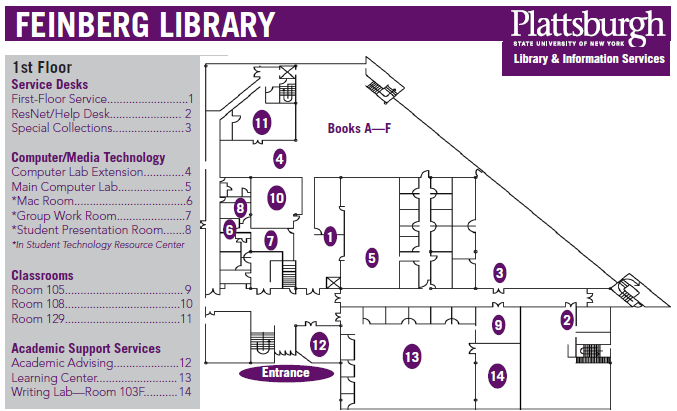 FEINBERG LIBRARY
Plattsburgh
STATE UNIVERSITY OF NEW YORK
Library & Information Services
1st Floor
Service Desks
First-Floor Service.............................1
ResNet/Help Desk......................... 2
Special Collections.........................3
Computer/Media Technology
Computer Lab Extension..............4
Main Computer Lab.......................5
*Mac Room......................................6
*Group Work Room........................7
*Student Presentation Room.......8
*In Student Technology Resource Center
Classrooms
Room 105......................................... 9
Room 108........................................10
Room 129........................................11
Academic Support Services
Academic Advising.......................12
Learning Center............................. 13
Writing Lab—Room 103F............ 14
11
Books A—F
4
10
8
6
7
1
5
3
9
2
12
13
14
Entrance